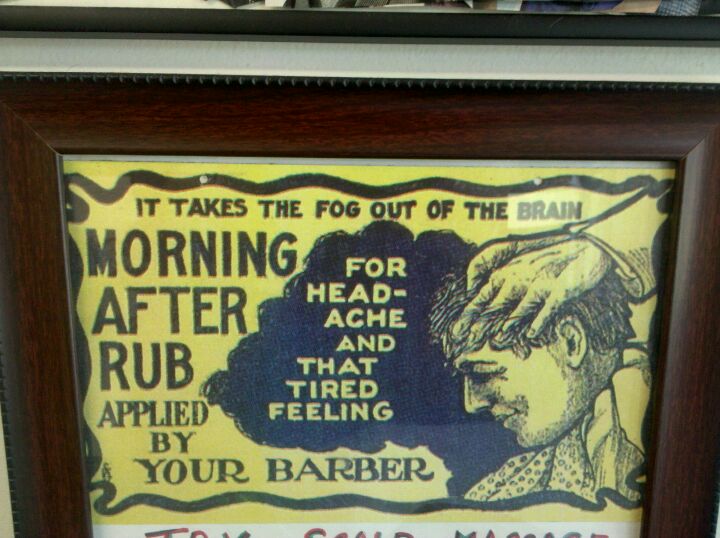 IT TAKES THE FOG OUT OF THE BRAIN
MORNING
AFTER
RUB
APPLIED
BY
YOUR BARBER
FOR
HEAD-
ACHE
AND
THAT
TIRED
FEELING